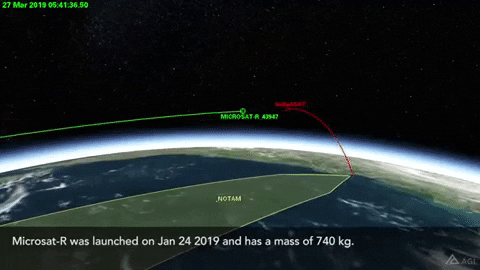 27 Mar 2019 05:41:36.50
MICROSAT-R 43947
NOTAM
Microsat-R was launched on Jan 24 2019 and has a mass of 740 kg.
AGI